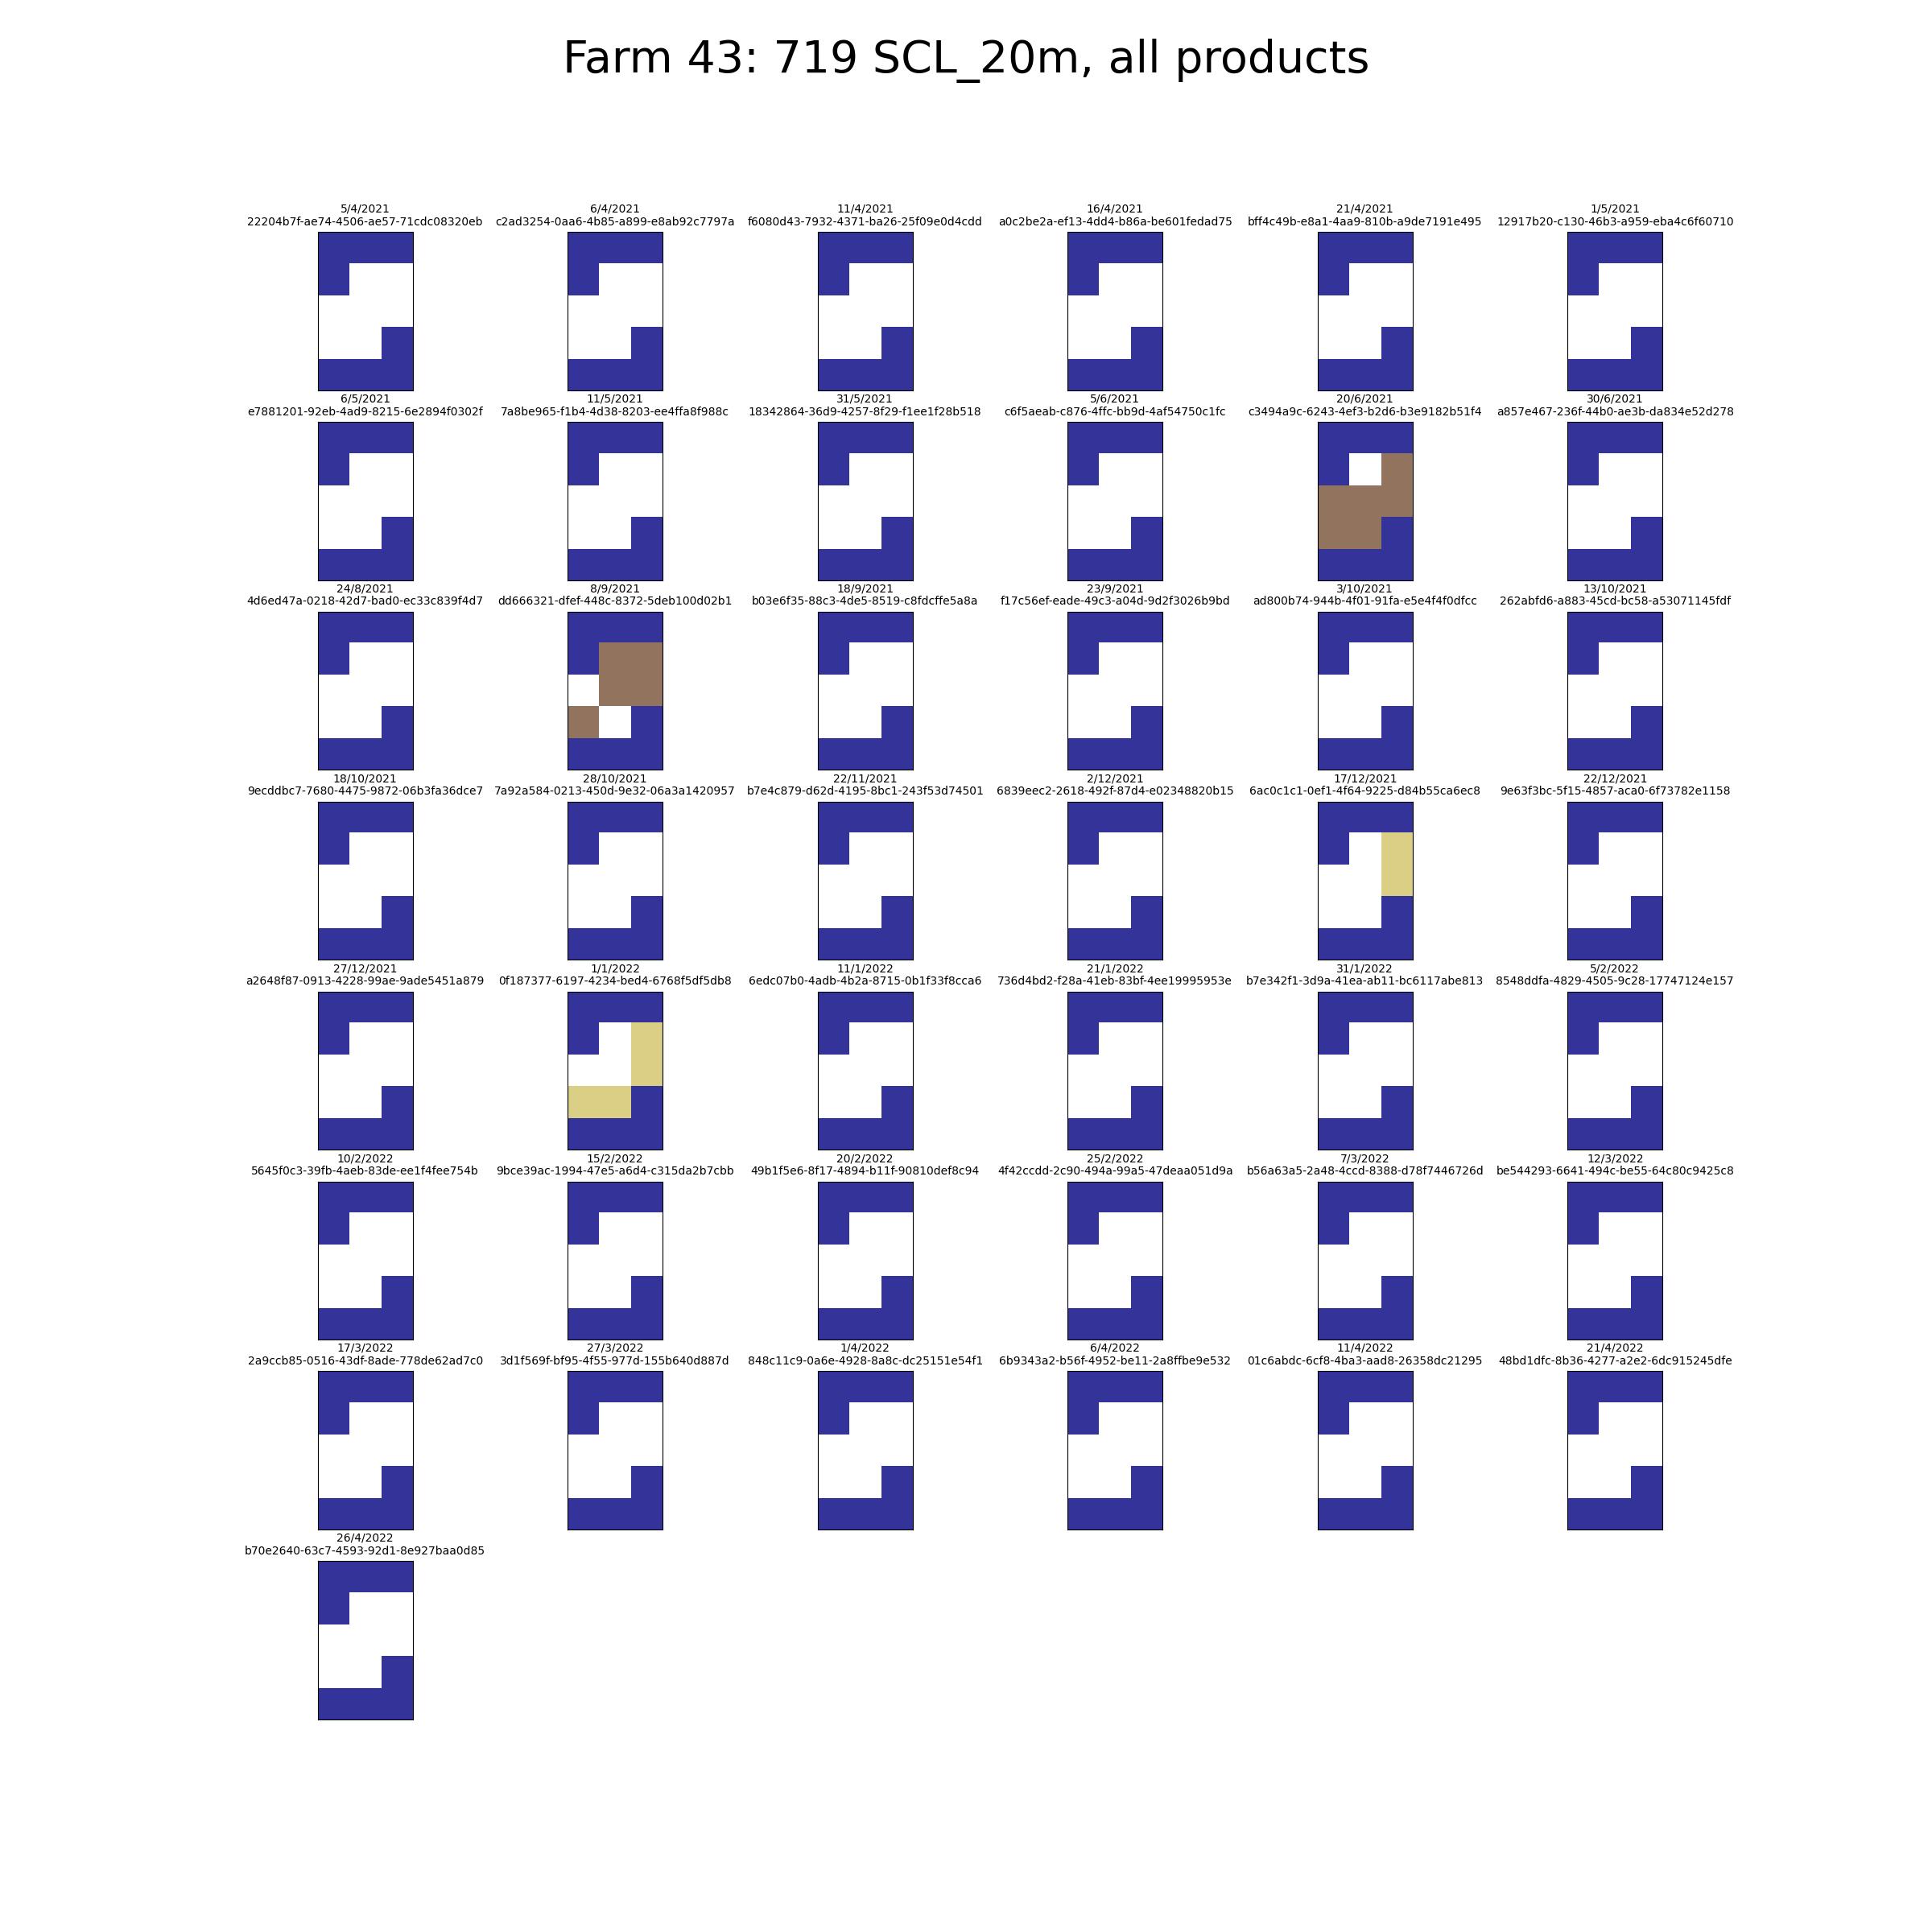 Farm 43: 719 SCL_20m, all products
5/4/2021
22204b7f-ae74-4506-ae57-71cdc08320eb
6/4/2021
c2ad3254-0aa6-4b85-a899-e8ab92c7797a
11/4/2021
f6080d43-7932-4371-ba26-25f09e0d4cdd
16/4/2021
a0c2be2a-ef13-4dd4-b86a-be601fedad75
21/4/2021
bff4c49b-e8a1-4aa9-810b-a9de7191e495
1/5/2021
12917b20-c130-46b3-a959-eba4c6f60710
6/5/2021
e7881201-92eb-4ad9-8215-6e2894f0302f
11/5/2021
7a8be965-f1b4-4d38-8203-ee4ffa8f988c
31/5/2021
18342864-36d9-4257-8f29-f1ee1f28b518
5/6/2021
c6f5aeab-c876-4ffc-bb9d-4af54750c1fc
20/6/2021
c3494a9c-6243-4ef3-b2d6-b3e9182b51f4
30/6/2021
a857e467-236f-44b0-ae3b-da834e52d278
24/8/2021
4d6ed47a-0218-42d7-bad0-ec33c839f4d7
8/9/2021
dd666321-dfef-448c-8372-5deb100d02b1
18/9/2021
b03e6f35-88c3-4de5-8519-c8fdcffe5a8a
23/9/2021
f17c56ef-eade-49c3-a04d-9d2f3026b9bd
3/10/2021
ad800b74-944b-4f01-91fa-e5e4f4f0dfcc
13/10/2021
262abfd6-a883-45cd-bc58-a53071145fdf
18/10/2021
9ecddbc7-7680-4475-9872-06b3fa36dce7
28/10/2021
7a92a584-0213-450d-9e32-06a3a1420957
22/11/2021
b7e4c879-d62d-4195-8bc1-243f53d74501
2/12/2021
6839eec2-2618-492f-87d4-e02348820b15
17/12/2021
6ac0c1c1-0ef1-4f64-9225-d84b55ca6ec8
22/12/2021
9e63f3bc-5f15-4857-aca0-6f73782e1158
27/12/2021
a2648f87-0913-4228-99ae-9ade5451a879
1/1/2022
0f187377-6197-4234-bed4-6768f5df5db8
11/1/2022
6edc07b0-4adb-4b2a-8715-0b1f33f8cca6
21/1/2022
736d4bd2-f28a-41eb-83bf-4ee19995953e
31/1/2022
b7e342f1-3d9a-41ea-ab11-bc6117abe813
5/2/2022
8548ddfa-4829-4505-9c28-17747124e157
10/2/2022
5645f0c3-39fb-4aeb-83de-ee1f4fee754b
15/2/2022
9bce39ac-1994-47e5-a6d4-c315da2b7cbb
20/2/2022
49b1f5e6-8f17-4894-b11f-90810def8c94
25/2/2022
4f42ccdd-2c90-494a-99a5-47deaa051d9a
7/3/2022
b56a63a5-2a48-4ccd-8388-d78f7446726d
12/3/2022
be544293-6641-494c-be55-64c80c9425c8
17/3/2022
2a9ccb85-0516-43df-8ade-778de62ad7c0
27/3/2022
3d1f569f-bf95-4f55-977d-155b640d887d
1/4/2022
848c11c9-0a6e-4928-8a8c-dc25151e54f1
6/4/2022
6b9343a2-b56f-4952-be11-2a8ffbe9e532
11/4/2022
01c6abdc-6cf8-4ba3-aad8-26358dc21295
21/4/2022
48bd1dfc-8b36-4277-a2e2-6dc915245dfe
26/4/2022
b70e2640-63c7-4593-92d1-8e927baa0d85